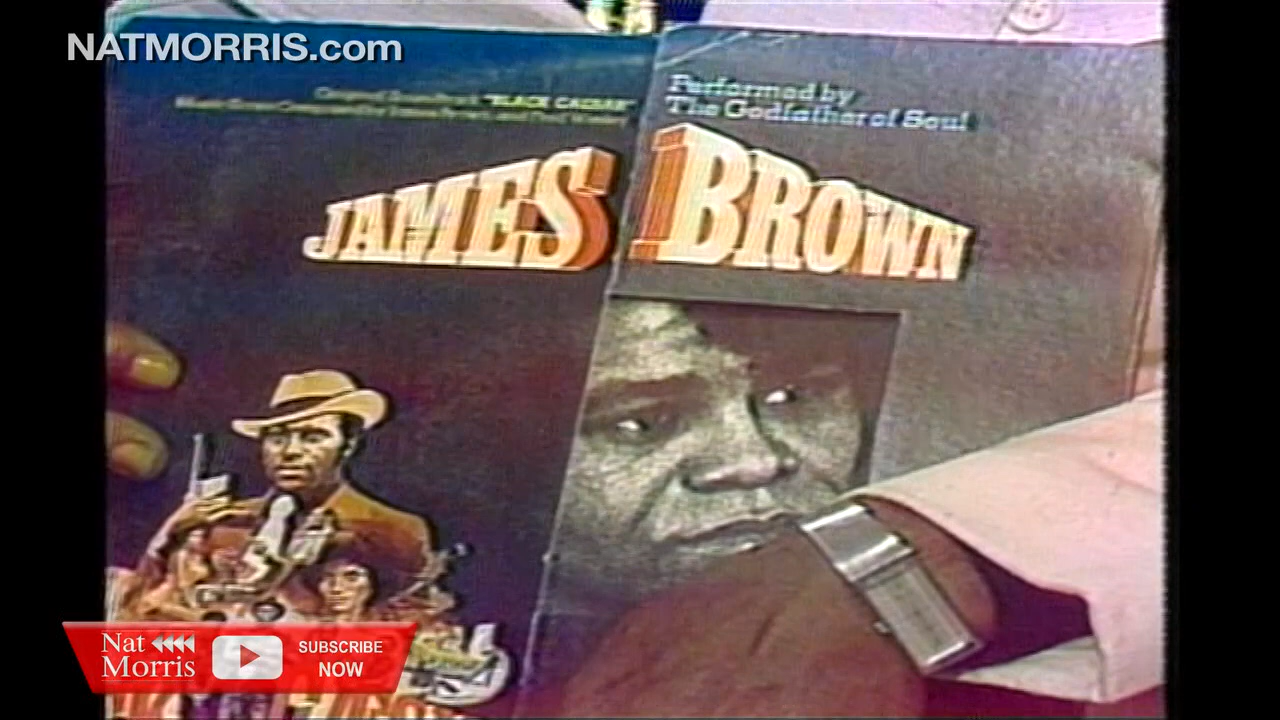 NATMORRIS.com
Original Soundtrack "BLACK CAESAR"
Performed by
The Godfather of Soul
JAMES BROWN
Nat
Morris
SUBSCRIBE
NOW